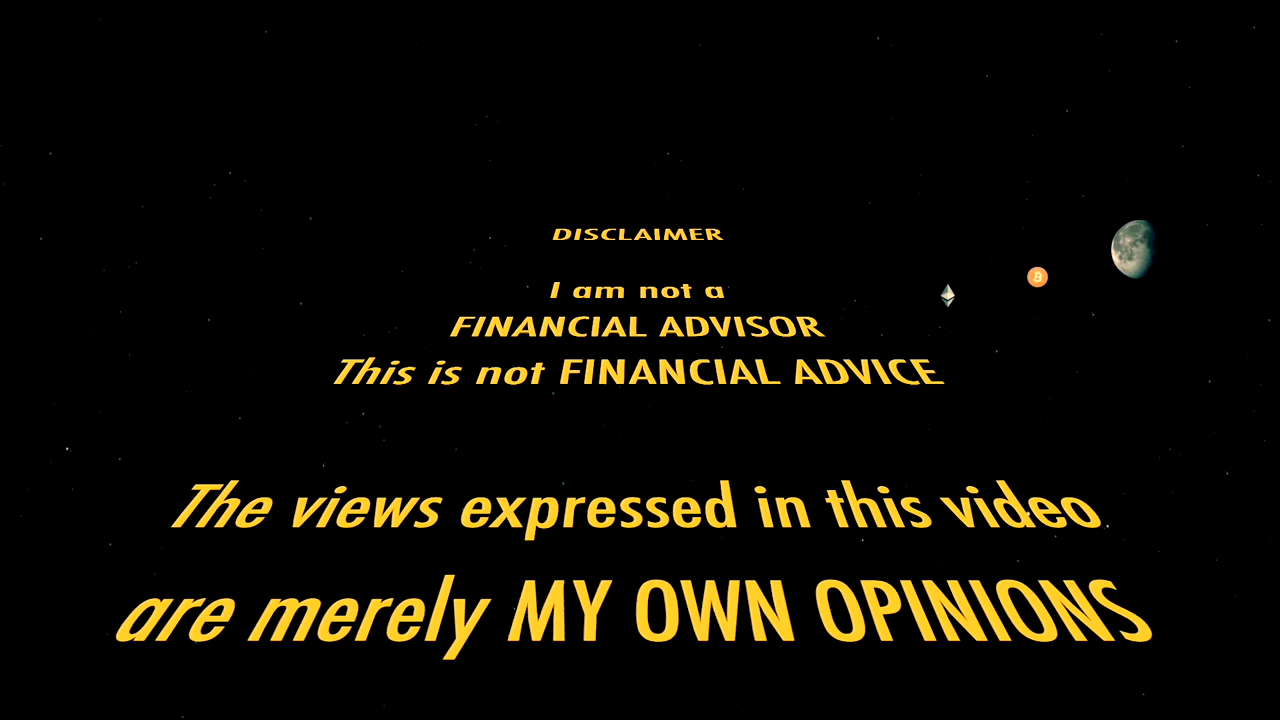 DISCLAIMER
I am not a
FINANCIAL ADVISOR
This is not FINANCIAL ADVICE
The views expressed in this video
are merely MY OWN OPINIONS